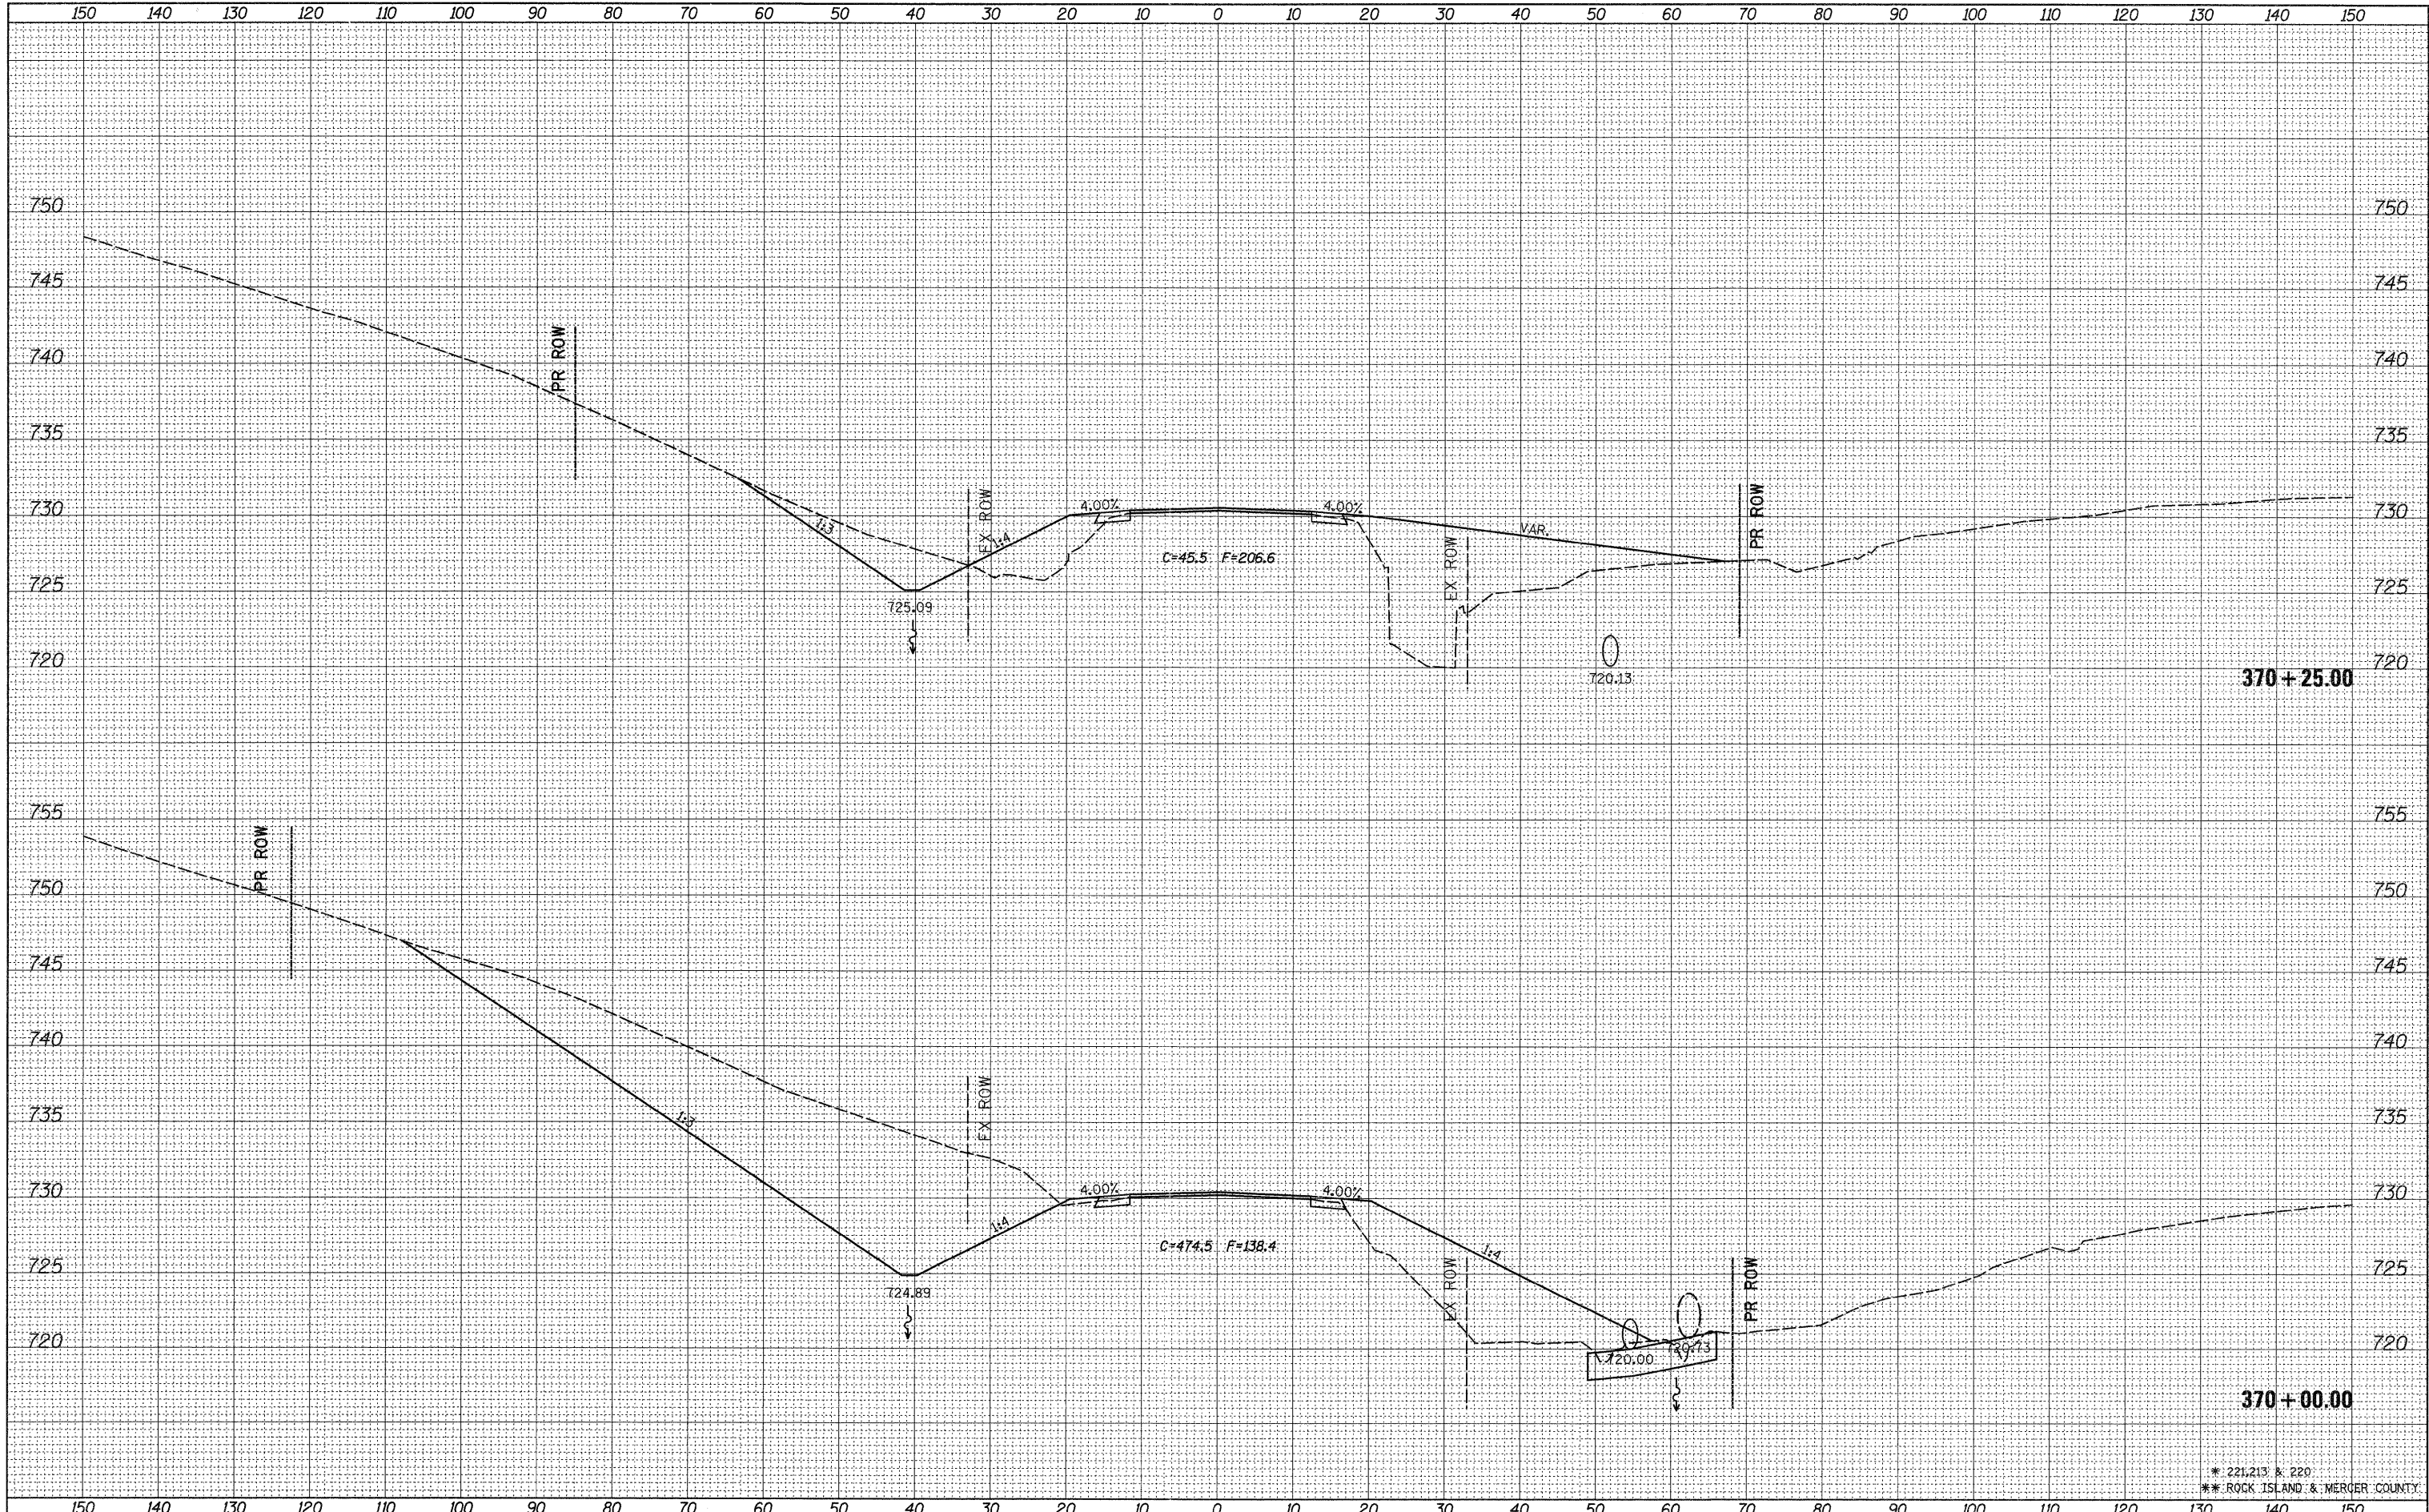 150 140 130 120 110 100 90 80 70 60 50 40 30 20 10 0 10 20 30 40 50 60 70 80 90 100 110 120 130 140 150
750 750
745 745
PR ROW
740 740
735 735
EX ROW
PR ROW
4.00% 4.00%
730 730
1:3 1:4 VAR.
EX ROW
C=45.5 F=206.6
725 725
725.09
720 720
720.13
370+25.00
755 755
PR ROW
750 750
745 745
740 740
EX ROW
735 735
1:3
4.00% 4.00%
730 730
1:4 1:4
C=474.5 F=138.4
EX ROW
PR ROW
725 725
724.89
720 720
720.00 720.73
370+00.00
* 221,213 & 220
** ROCK ISLAND & MERCER COUNTY
150 140 130 120 110 100 90 80 70 60 50 40 30 20 10 0 10 20 30 40 50 60 70 80 90 100 110 120 130 140 150